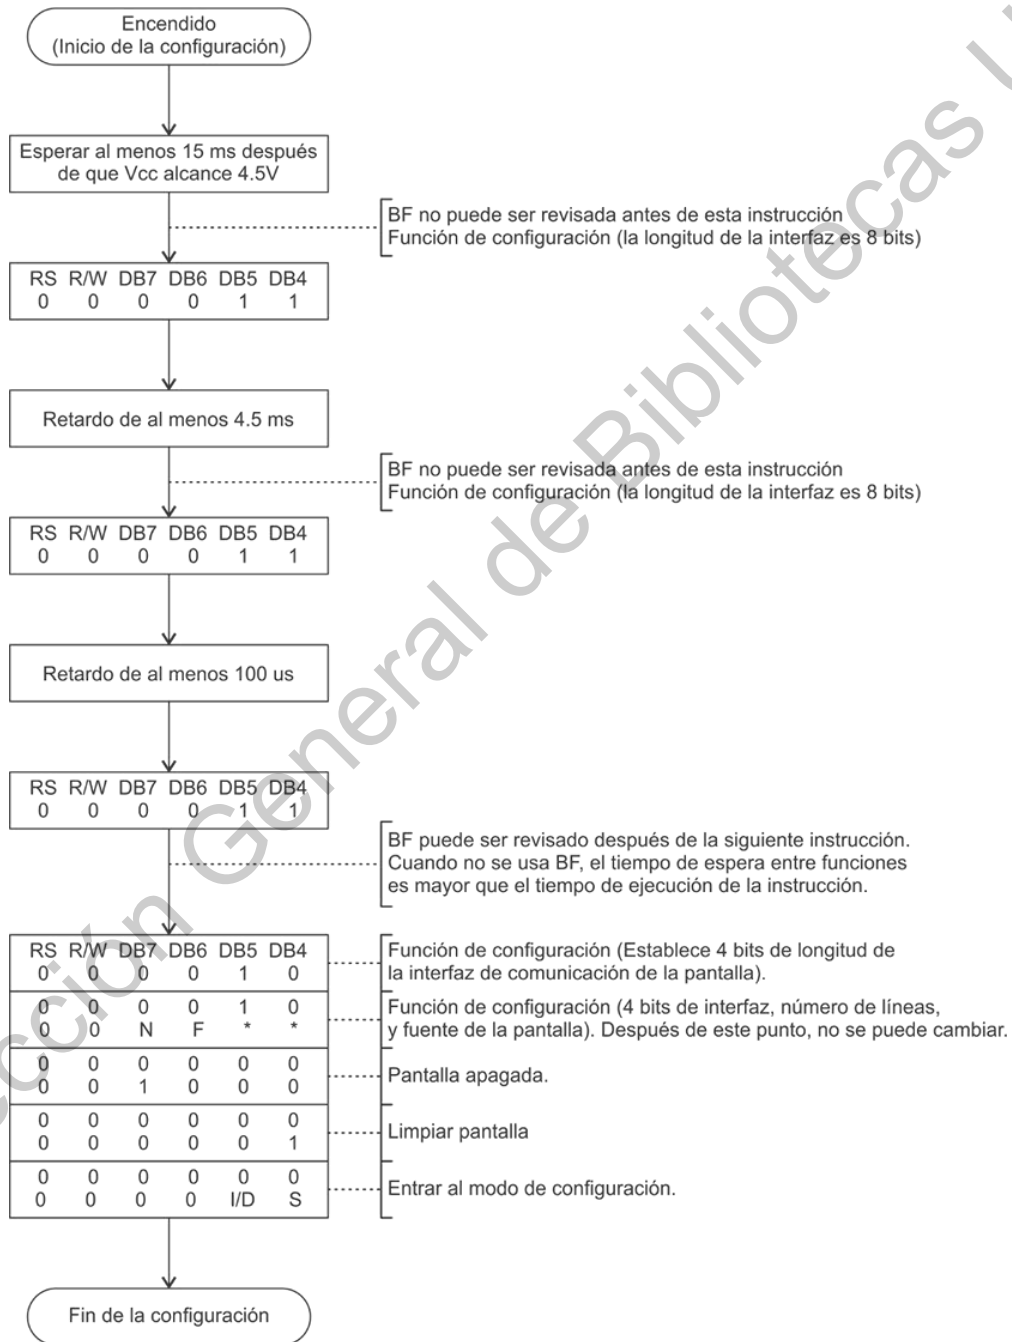 Encendido
(Inicio de la configuración)
Esperar al menos 15 ms después
de que Vcc alcance 4.5V
BF no puede ser revisada antes de esta instrucción
Función de configuración (la longitud de la interfaz es 8 bits)
RS R/W DB7 DB6 DB5 DB4
0 0 0 0 1 1
Retardo de al menos 4.5 ms
BF no puede ser revisada antes de esta instrucción
Función de configuración (la longitud de la interfaz es 8 bits)
RS R/W DB7 DB6 DB5 DB4
0 0 0 0 1 1
Retardo de al menos 100 us
RS R/W DB7 DB6 DB5 DB4
0 0 0 0 1 1
BF puede ser revisado después de la siguiente instrucción.
Cuando no se usa BF, el tiempo de espera entre funciones
es mayor que el tiempo de ejecución de la instrucción.
RS R/W DB7 DB6 DB5 DB4
0 0 0 0 1 0
Función de configuración (Establece 4 bits de longitud de
la interfaz de comunicación de la pantalla).
0 0 0 0 1 0
0 0 N F * *
Función de configuración (4 bits de interfaz, número de líneas,
y fuente de la pantalla). Después de este punto, no se puede cambiar.
0 0 0 0 0 0
0 0 1 0 0 0
Pantalla apagada.
0 0 0 0 0 0
0 0 0 0 0 1
Limpiar pantalla
0 0 0 0 0 0
0 0 0 0 I/D S
Entrar al modo de configuración.
Fin de la configuración
General de Bibliotecas